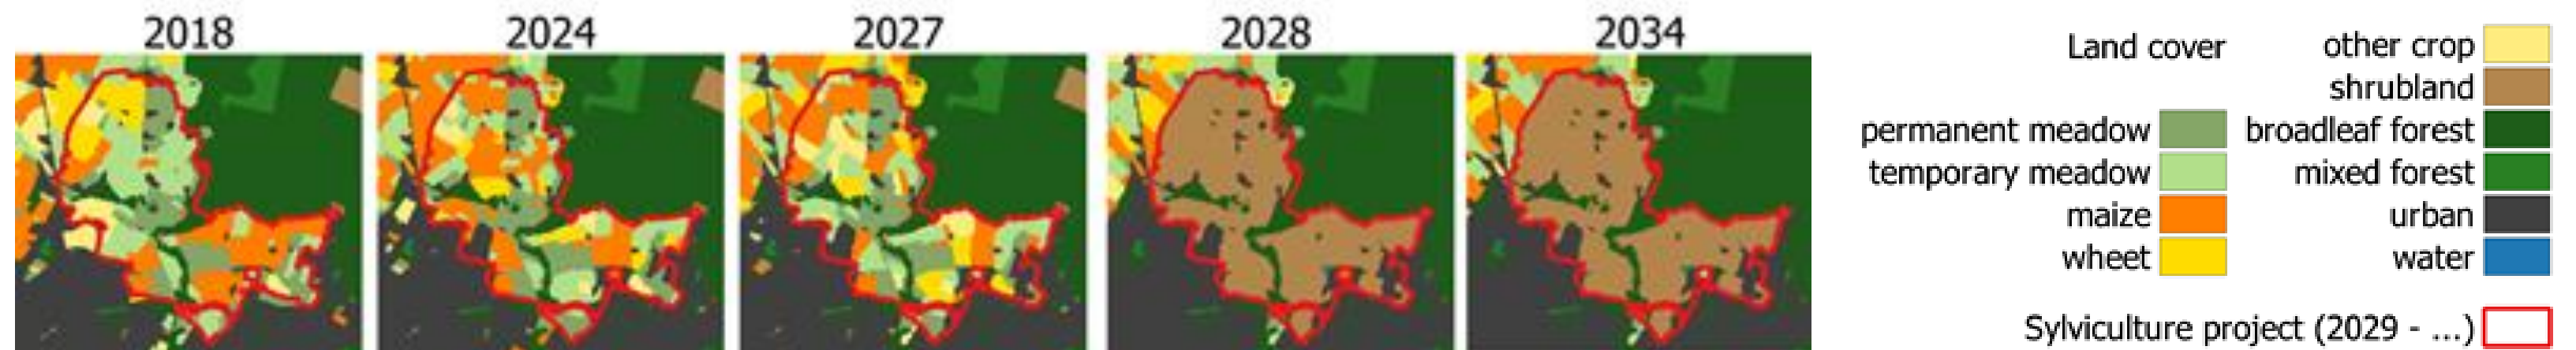 2018 2024 2027 2028 2034
Land cover
permanent meadow
temporary meadow
maize
wheet
other crop
shrubland
broadleaf forest
mixed forest
urban
water
Sylviculture project (2029 - ...)